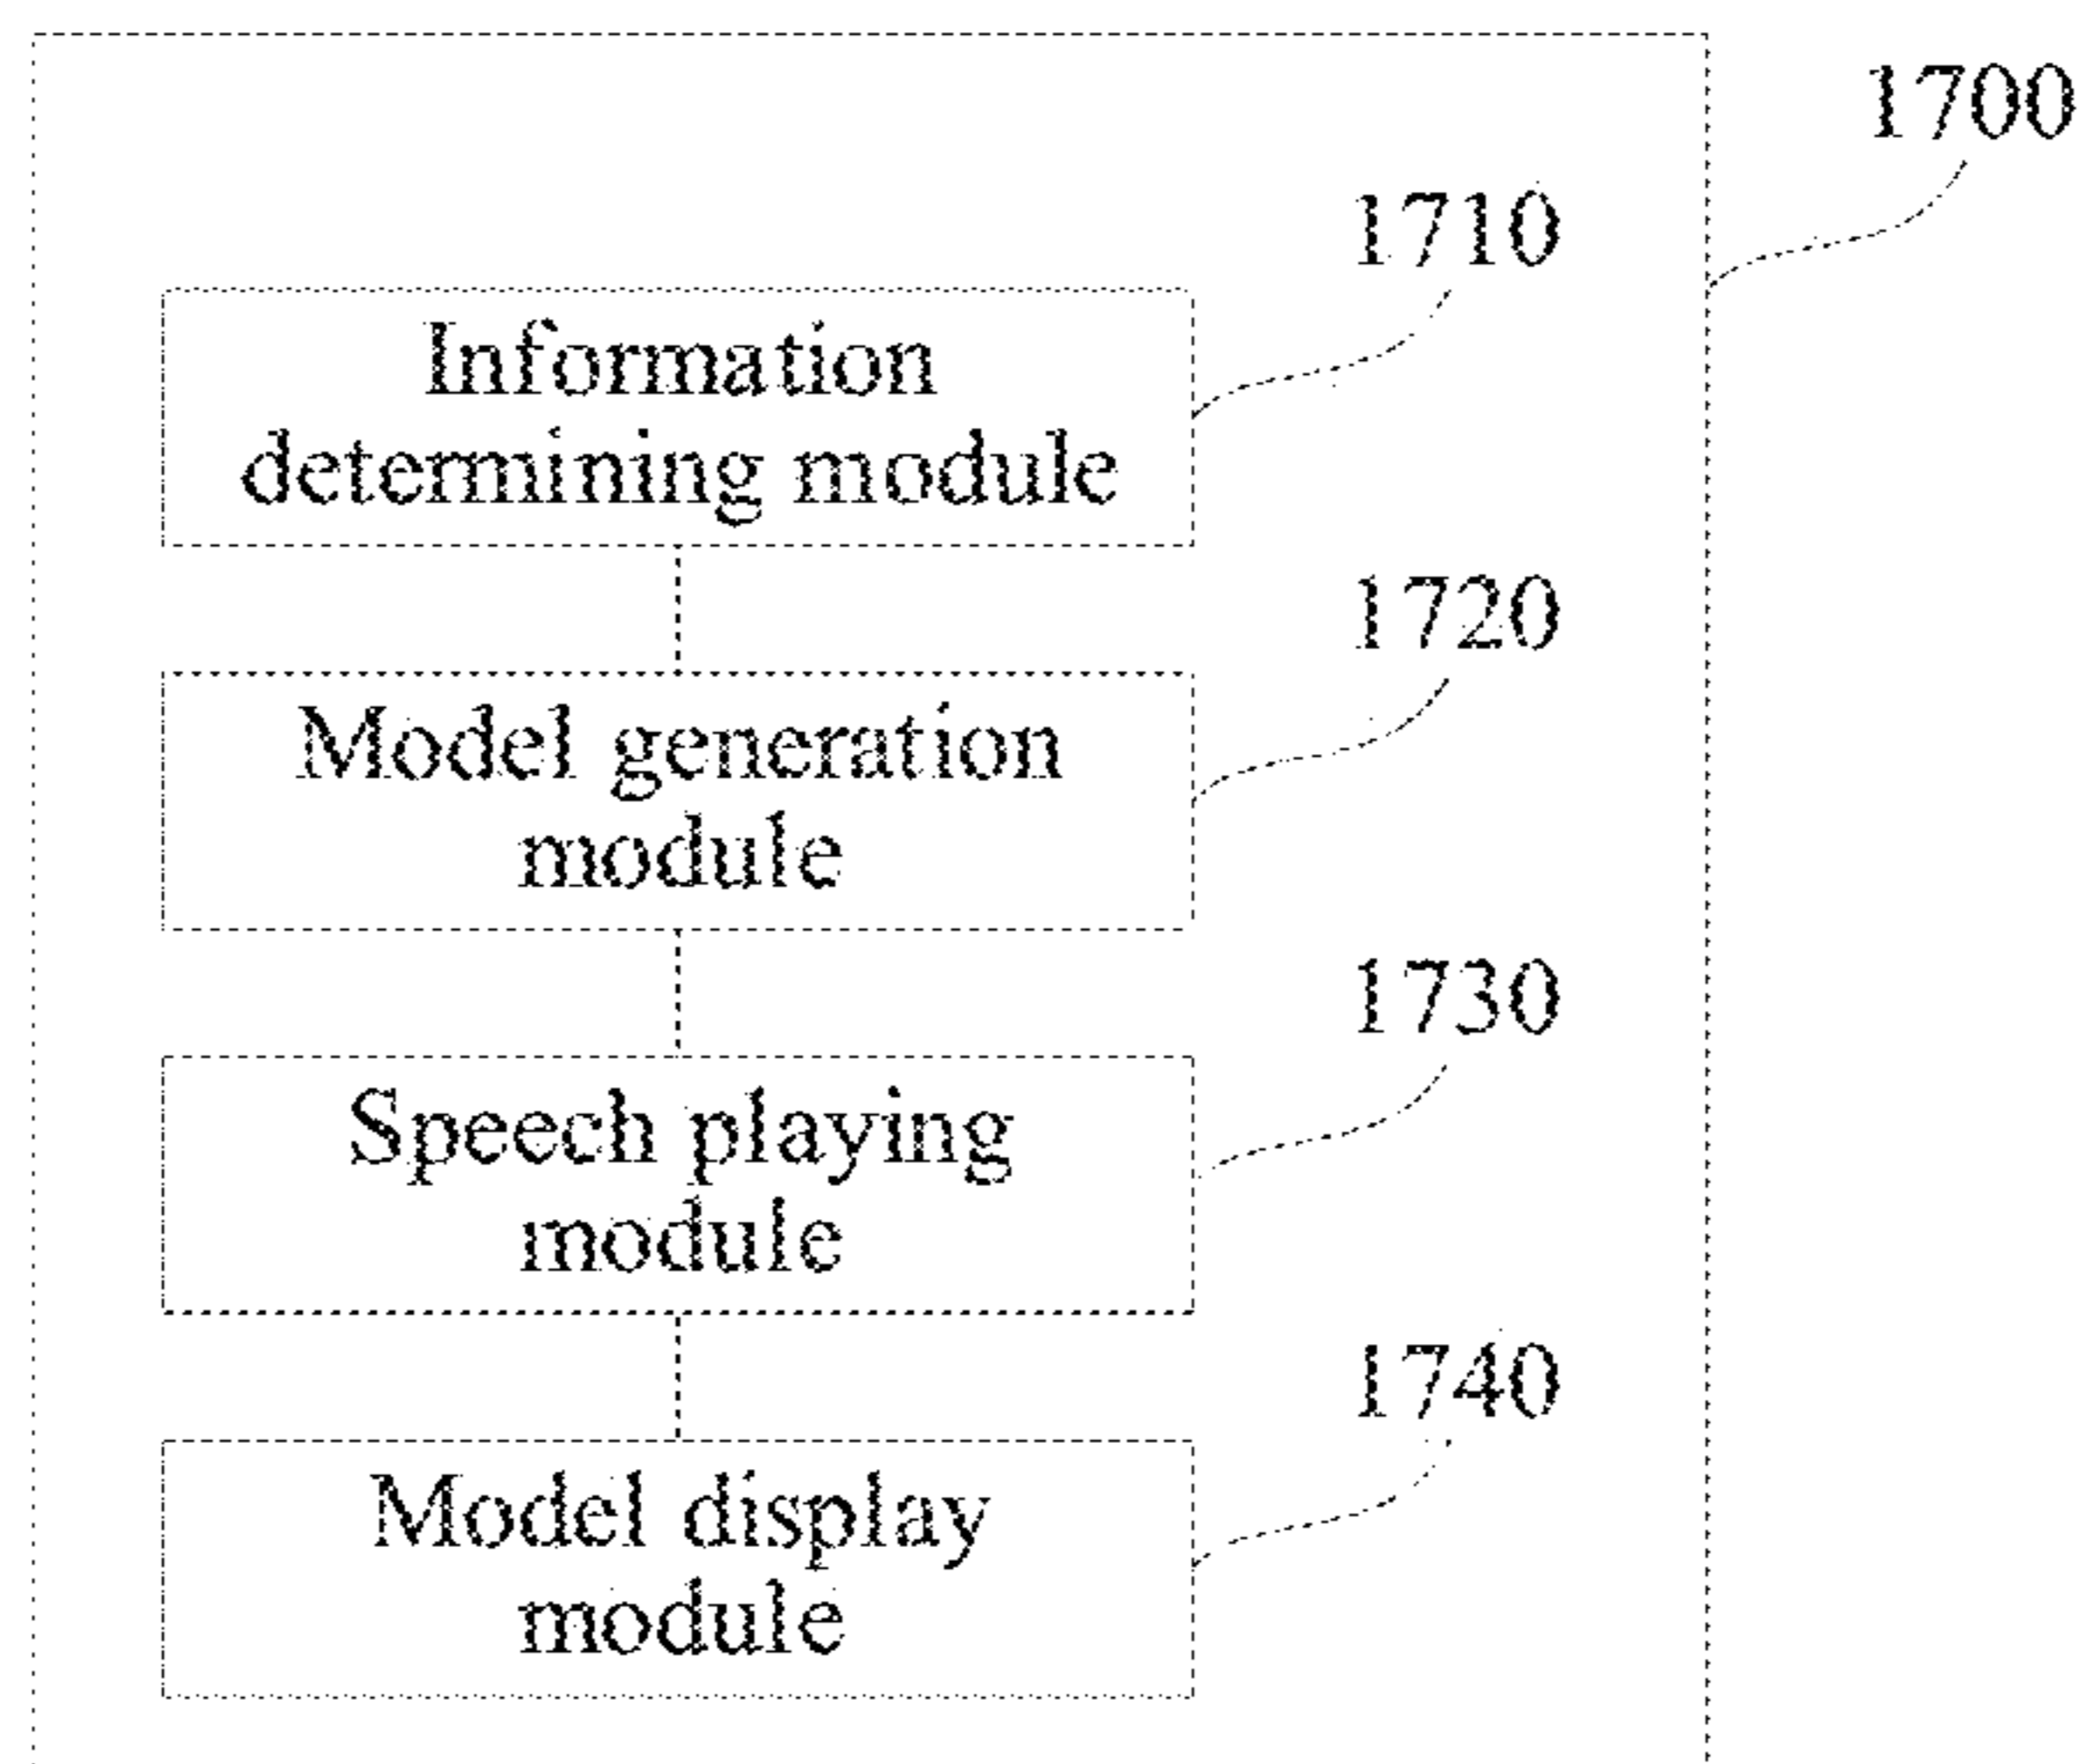 1700
1710
Information
determining module
1720
Model generation
module
1730
Speech playing
module
1740
Model display
module